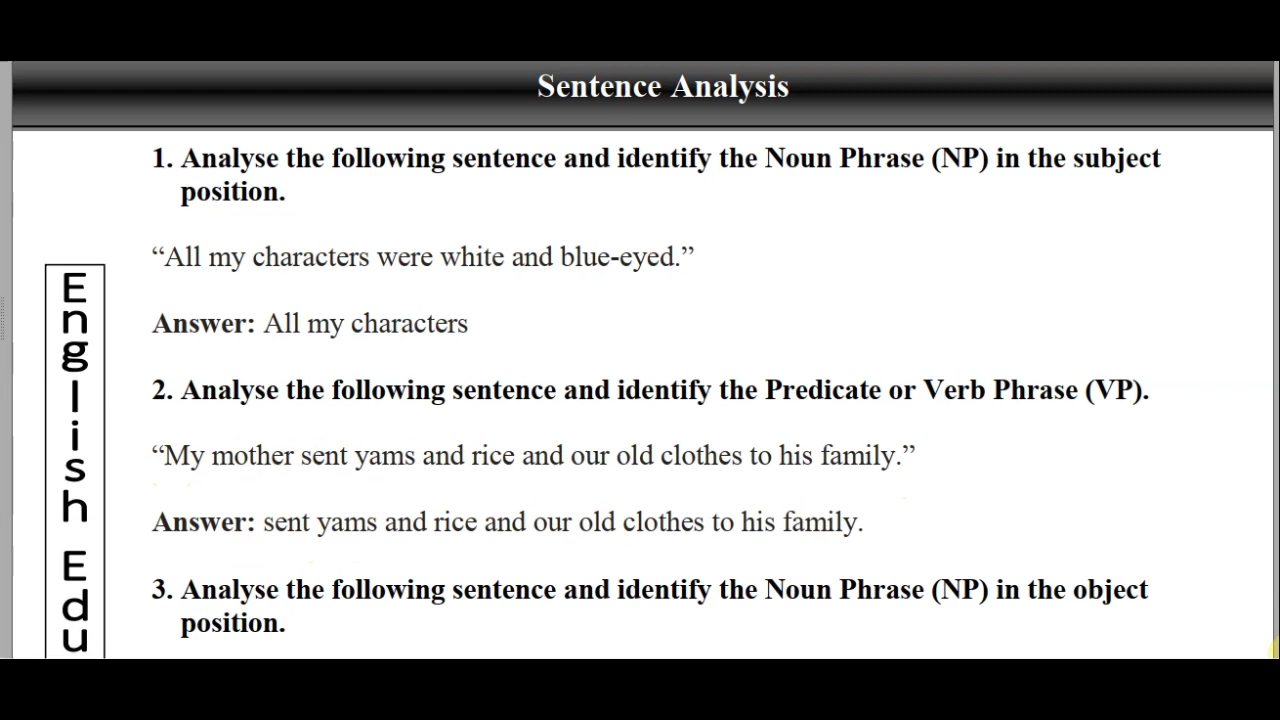 Sentence Analysis
1. Analyse the following sentence and identify the Noun Phrase (NP) in the subject
position.
“All my characters were white and blue-eyed.”
Answer: All my characters
2. Analyse the following sentence and identify the Predicate or Verb Phrase (VP).
“My mother sent yams and rice and our old clothes to his family.”
Answer: sent yams and rice and our old clothes to his family.
3. Analyse the following sentence and identify the Noun Phrase (NP) in the object
position.
English Edu